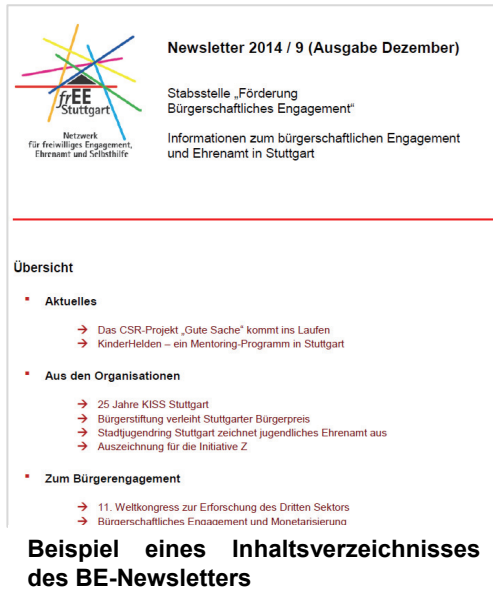 Newsletter 2014 / 9 (Ausgabe Dezember)
Stabsstelle „Förderung
Bürgerschaftliches Engagement“
Informationen zum bürgerschaftlichen Engagement
und Ehrenamt in Stuttgart
frEE
Stuttgart
Netzwerk
für freiwilliges Engagement,
Ehrenamt und Selbsthilfe
Übersicht
▪ Aktuelles
→ Das CSR-Projekt „Gute Sache“ kommt ins Laufen
→ KinderHelden – ein Mentoring-Programm in Stuttgart
▪ Aus den Organisationen
→ 25 Jahre KISS Stuttgart
→ Bürgerstiftung verleiht Stuttgarter Bürgerpreis
→ Stadtjugendring Stuttgart zeichnet jugendliches Ehrenamt aus
→ Auszeichnung für die Initiative Z
▪ Zum Bürgerengagement
→ 11. Weltkongress zur Erforschung des Dritten Sektors
→ Bürgerschaftliches Engagement und Monetarisierung
Beispiel eines Inhaltsverzeichnisses
des BE-Newsletters